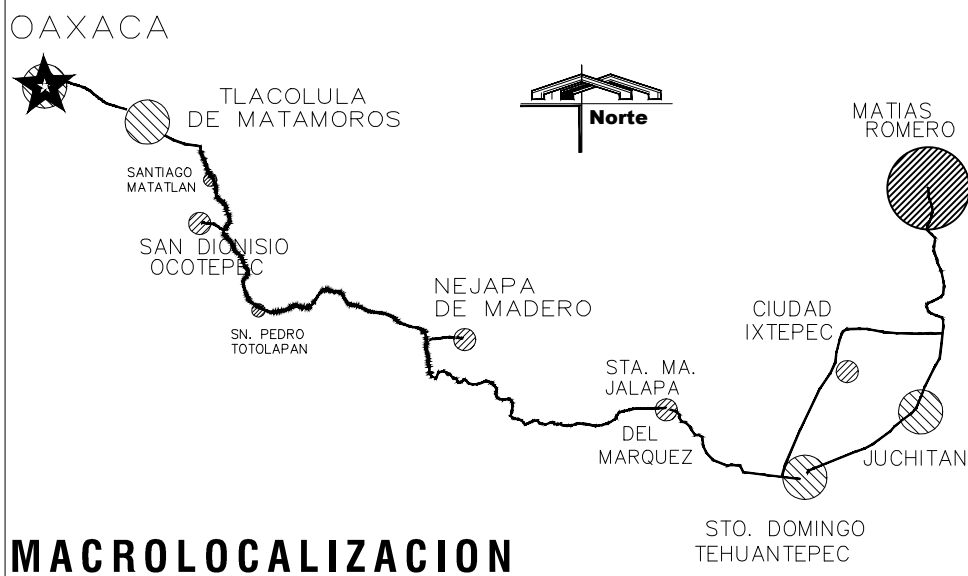 OAXACA
TLACOLULA
DE MATAMOROS
Norte
MATIAS
ROMERO
SANTIAGO
MATATLAN
SAN DIONISIO
OCOTEPEC
NEJAPA
DE MADERO
CIUDAD
IXTEPEC
SN. PEDRO
TOTOLAPAN
STA. MA.
JALAPA
DEL
MARQUEZ
JUCHITAN
STO. DOMINGO
TEHUANTEPEC
MACROLOCALIZACION